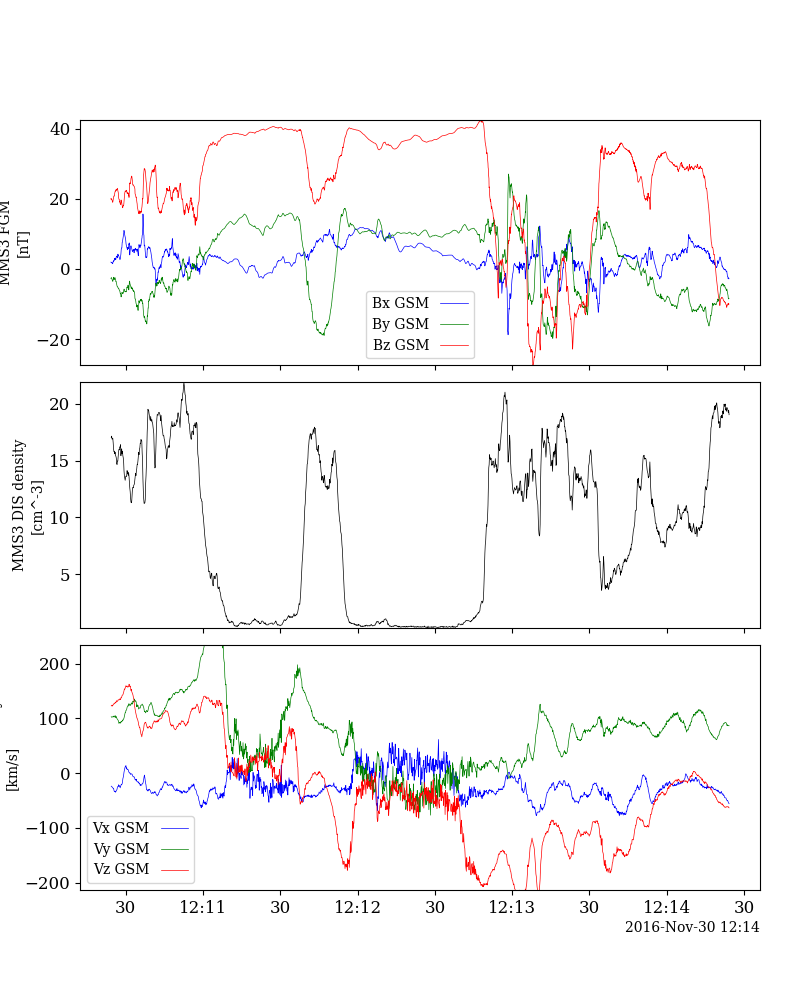 MMS3 FGM
[nT]
40
20
0
−20
Bx GSM
By GSM
Bz GSM
MMS3 DIS density
[cm^-3]
20
15
10
5
[km/s]
200
100
0
−100
−200
Vx GSM
Vy GSM
Vz GSM
30 12:11 30 12:12 30 12:13 30 12:14 30
2016-Nov-30 12:14